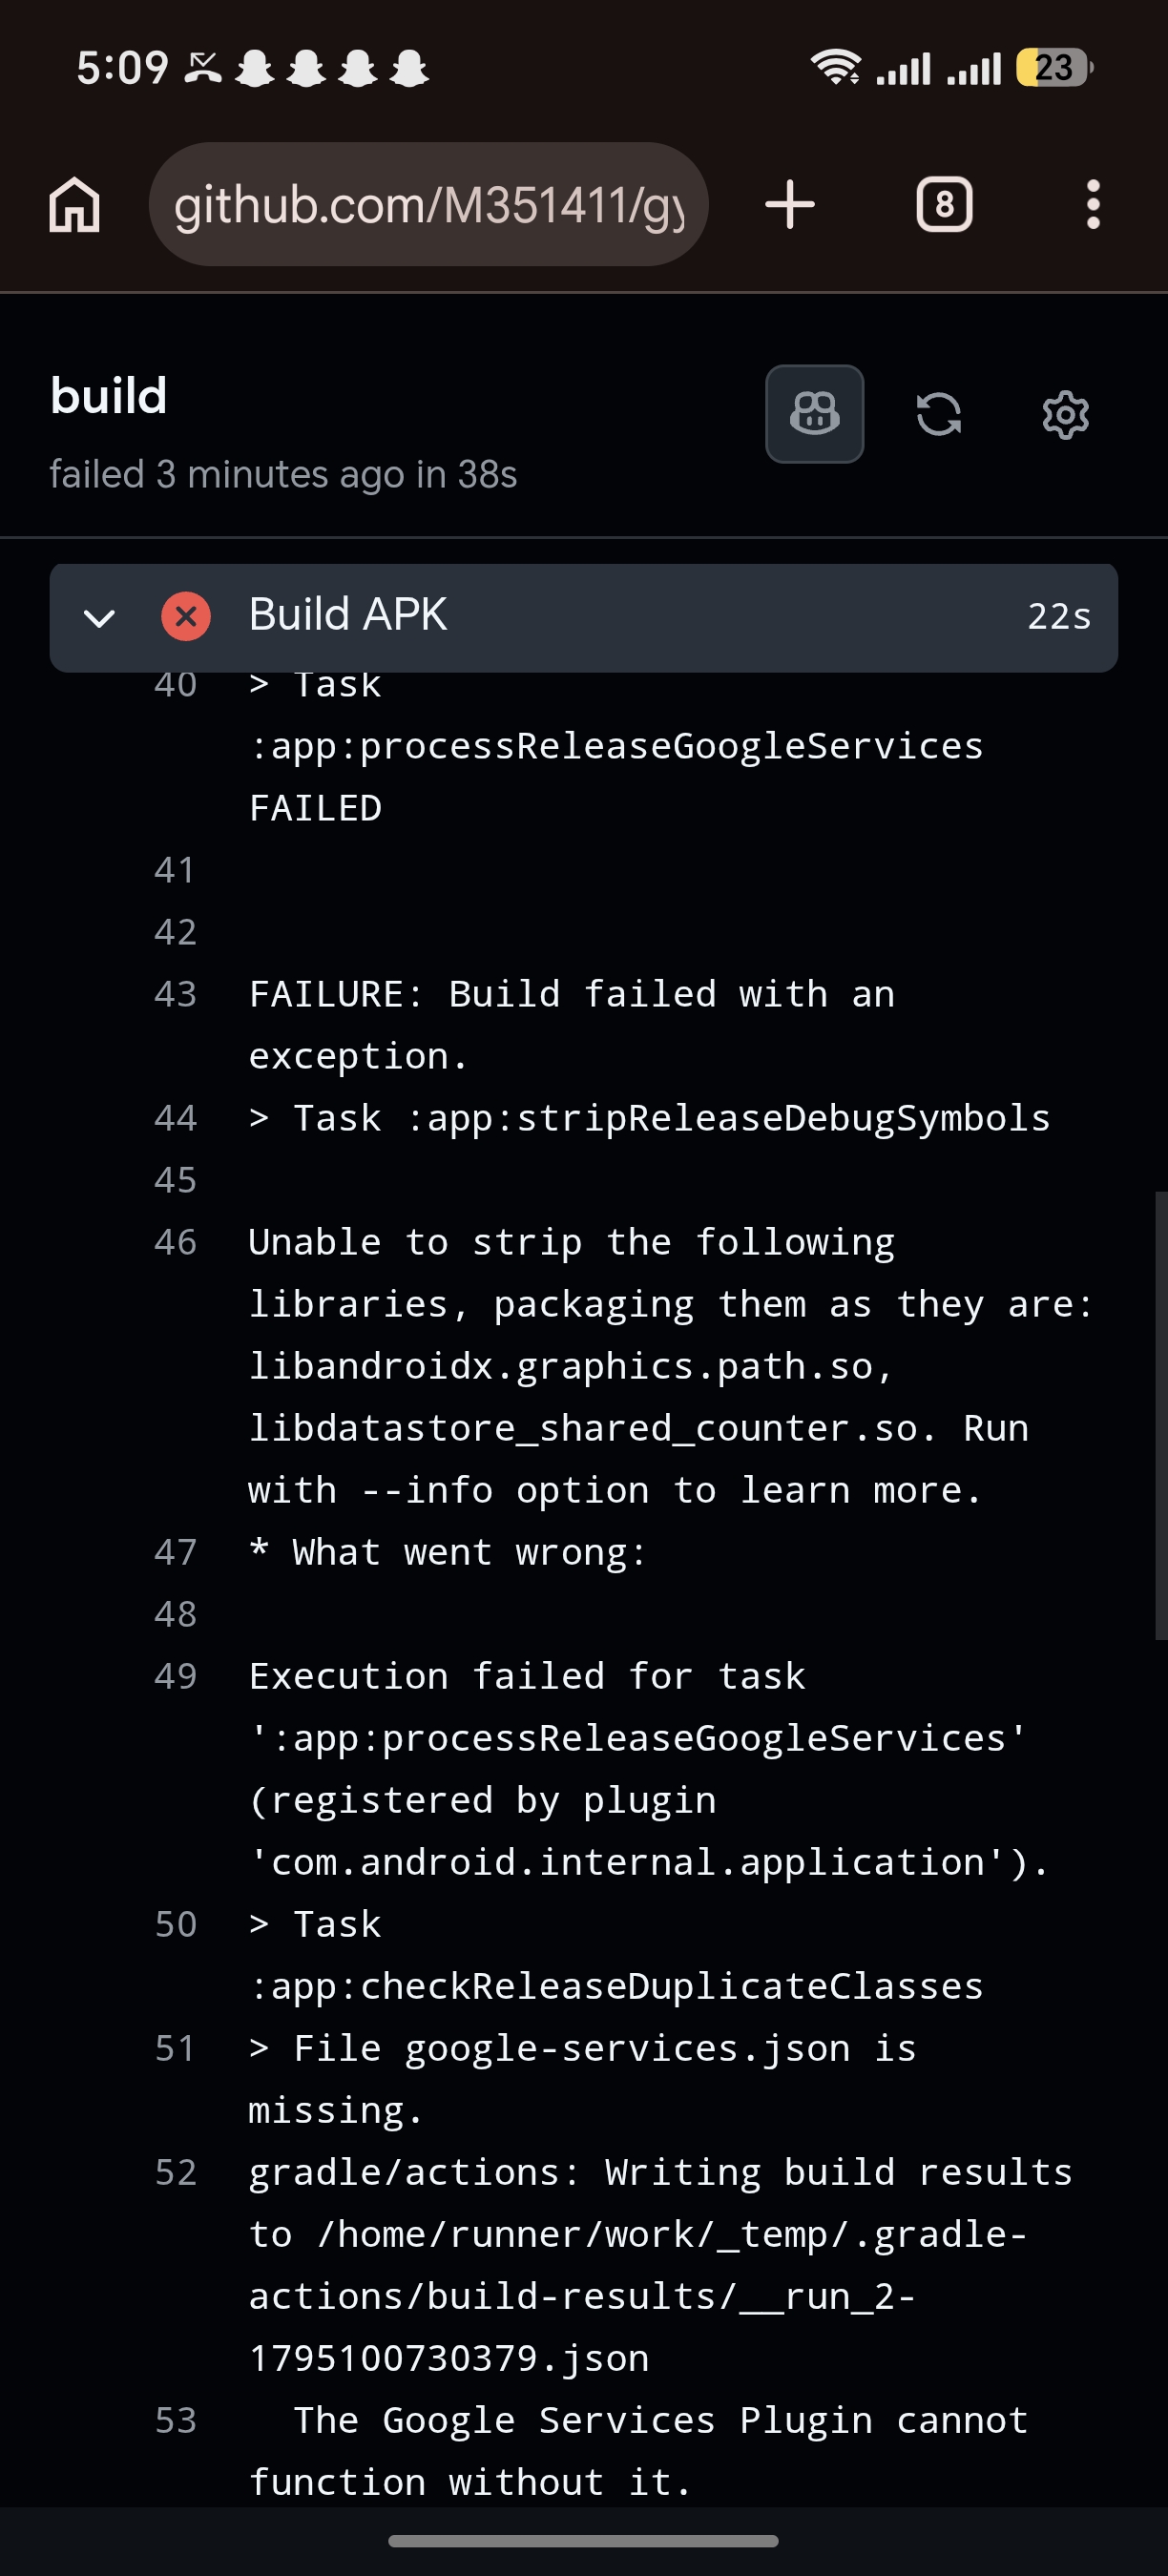 5:09
23
github.com/M351411/gy
8
build
failed 3 minutes ago in 38s
Build APK
22s
40 > Task
:app:processReleaseGoogleServices
FAILED
41
42
43 FAILURE: Build failed with an
exception.
44 > Task :app:stripReleaseDebugSymbols
45
46 Unable to strip the following
libraries, packaging them as they are:
libandroidx.graphics.path.so,
libdatastore_shared_counter.so. Run
with --info option to learn more.
47 * What went wrong:
48
49 Execution failed for task
':app:processReleaseGoogleServices'
(registered by plugin
'com.android.internal.application').
50 > Task
:app:checkReleaseDuplicateClasses
51 > File google-services.json is
missing.
52 gradle/actions: Writing build results
to /home/runner/work/_temp/.gradle-
actions/build-results/__run_2-
1795100730379.json
53 The Google Services Plugin cannot
function without it.